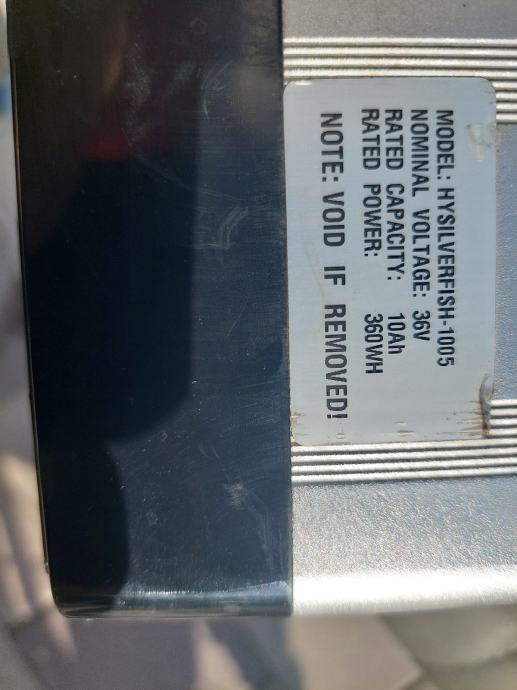 MODEL: HYSILVERFISH-1005
NOMINAL VOLTAGE: 36V
RATED CAPACITY: 10Ah
RATED POWER: 360WH
NOTE: VOID IF REMOVED!